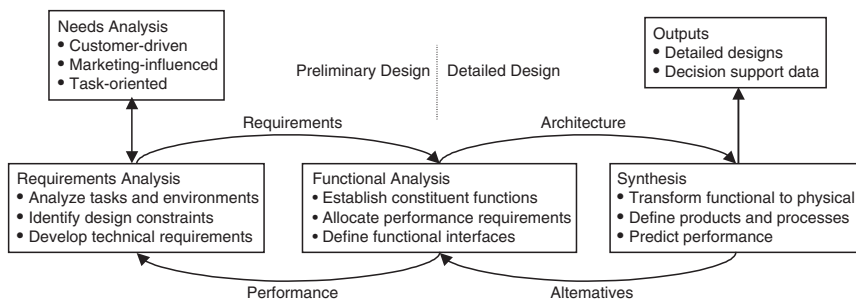 Needs Analysis
• Customer-driven
• Marketing-influenced
• Task-oriented
Preliminary Design
Detailed Design
Outputs
• Detailed designs
• Decision support data
Requirements
Architecture
Requirements Analysis
• Analyze tasks and environments
• Identify design constraints
• Develop technical requirements
Functional Analysis
• Establish constituent functions
• Allocate performance requirements
• Define functional interfaces
Synthesis
• Transform functional to physical
• Define products and processes
• Predict performance
Performance
Alternatives